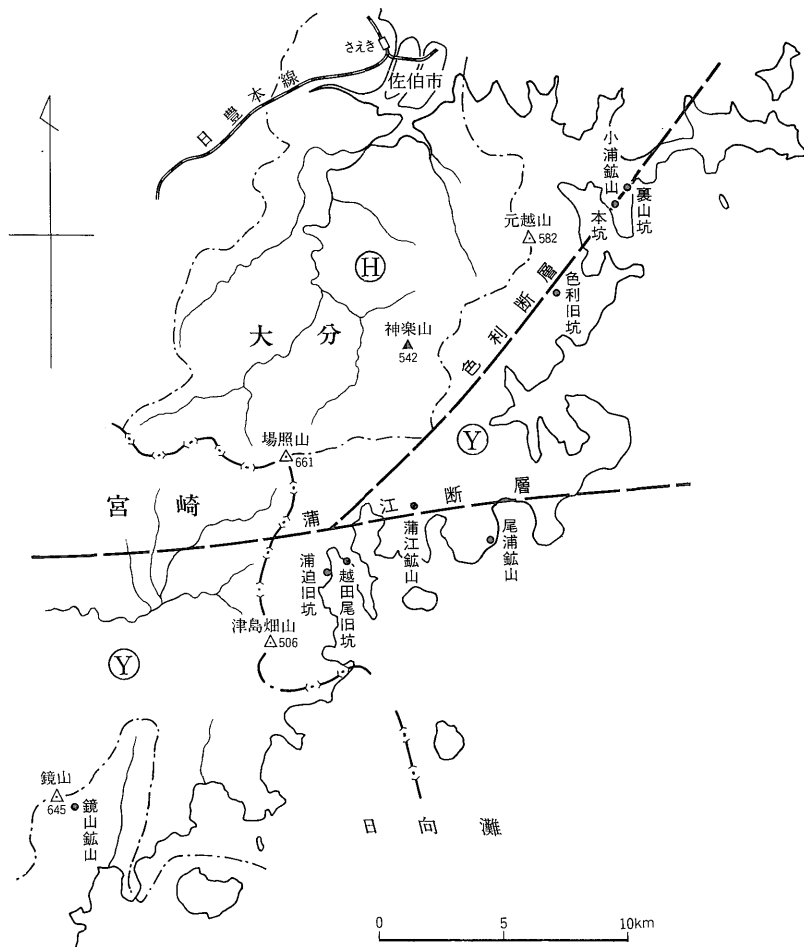 さえき
佐伯市
日豊本線
小浦鉱山
裏山坑
本坑
元越山
582
H
色利断層
色利旧坑
大分
神楽山
542
Y
場照山
661
宮崎
蒲江断層
蒲江鉱山
尾浦鉱山
浦迫旧坑
越田尾旧坑
津島畑山
506
Y
鏡山
645
鏡山鉱山
日向灘
0 5 10km